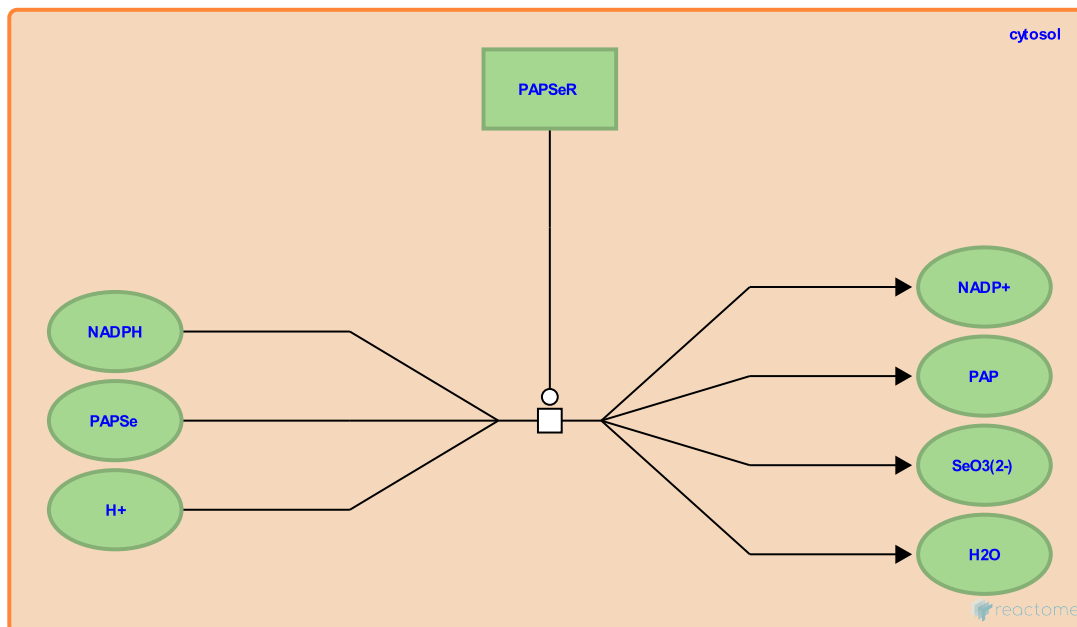 cytosol
PAPSeR
NADP+
NADPH
PAP
PAPSe
SeO3(2-)
H+
H2O
reactome